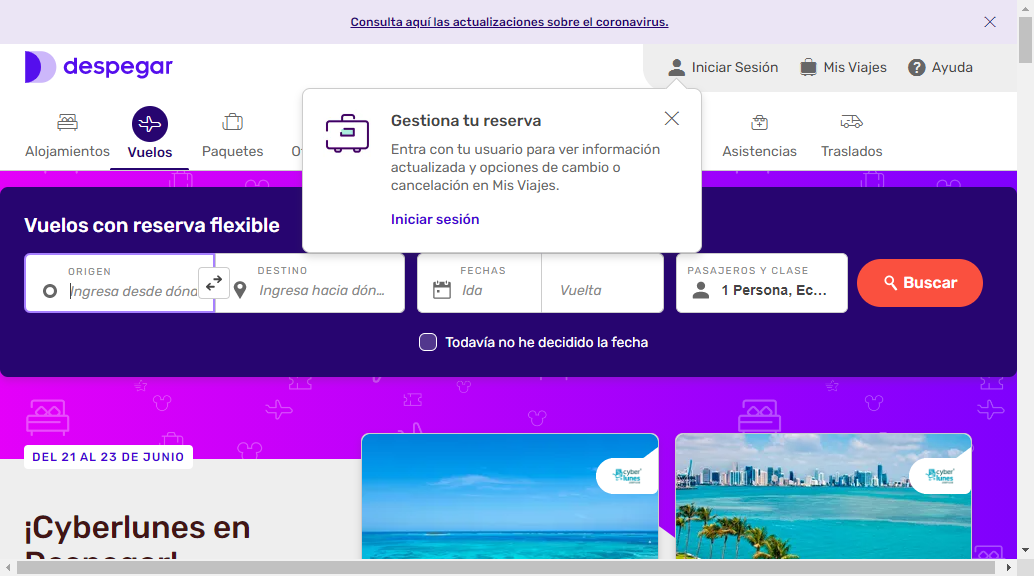 Consulta aquí las actualizaciones sobre el coronavirus.
despegar
Iniciar Sesión
Mis Viajes
Ayuda
Alojamientos
Vuelos
Paquetes
Asistencias
Traslados
Gestiona tu reserva
Entra con tu usuario para ver información
actualizada y opciones de cambio o
cancelación en Mis Viajes.
Iniciar sesión
Vuelos con reserva flexible
ORIGEN
Ingresa desde dónd
DESTINO
Ingresa hacia dón...
FECHAS
Ida
Vuelta
PASAJEROS Y CLASE
1 Persona, Ec...
Buscar
Todavía no he decidido la fecha
DEL 21 AL 23 DE JUNIO
cyber
lunes
cyber
lunes
¡Cyberlunes en
Despegar!